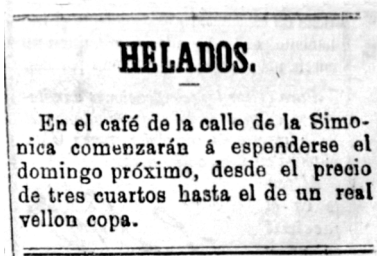 HELADOS.
En el café de la calle de la Simo-
nica comenzarán á espenderse el
domingo próximo, desde el precio
de tres cuartos hasta el de un real
vellon copa.